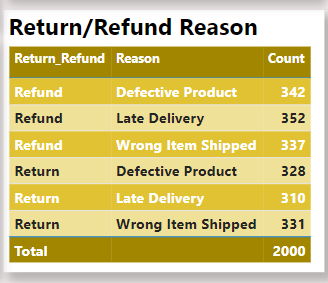 Return/Refund Reason
Return_Refund Reason Count
Refund Defective Product 342
Refund Late Delivery 352
Refund Wrong Item Shipped 337
Return Defective Product 328
Return Late Delivery 310
Return Wrong Item Shipped 331
Total 2000